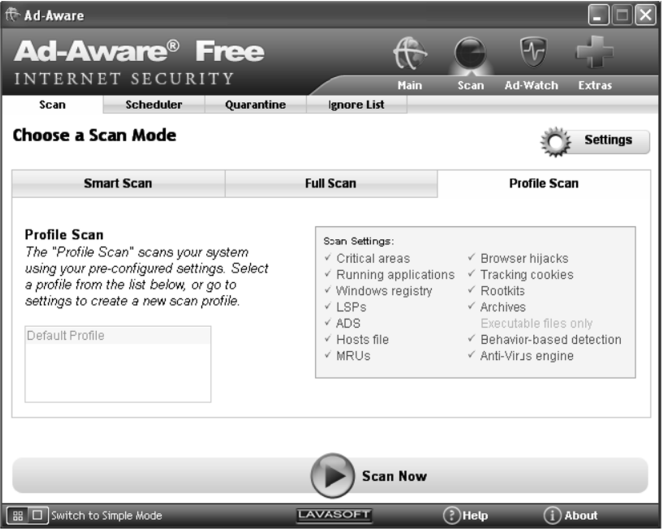 Ad-Aware
Ad-Aware® Free
INTERNET SECURITY
Main
Scan
Ad-Watch
Extras
Scan
Scheduler
Quarantine
Ignore List
Choose a Scan Mode
Settings
Smart Scan
Full Scan
Profile Scan
Profile Scan
The "Profile Scan" scans your system
using your pre-configured settings. Select
a profile from the list below, or go to
settings to create a new scan profile.
Default Profile
Scan Settings:
✓ Critical areas
✓ Running applications
✓ Windows registry
✓ LSPs
✓ ADS
✓ Hosts file
✓ MRUs
✓ Browser hijacks
✓ Tracking cookies
✓ Rootkits
✓ Archives
Executable files only
✓ Behavior-based detection
✓ Anti-Virus engine
Scan Now
Switch to Simple Mode
LAVASOFT
? Help
i About